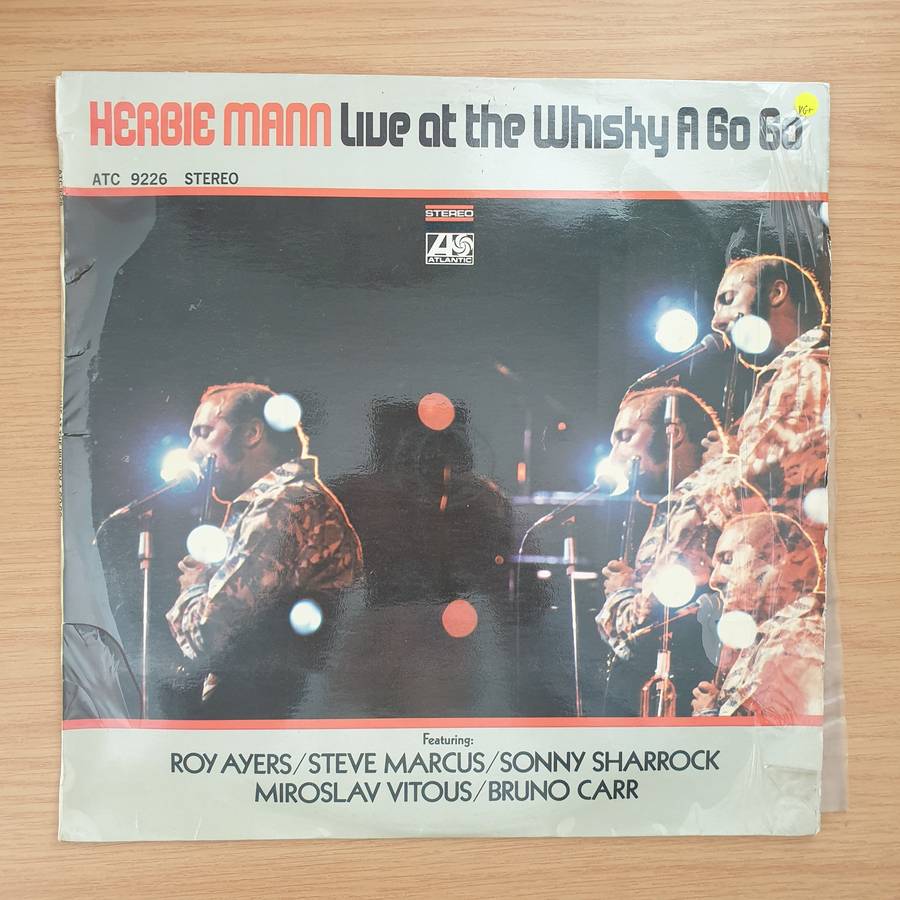 HERBIE MANN Live at the Whisky A Go Go
VG+
ATC 9226 STEREO
STEREO
ATLANTIC
Featuring:
ROY AYERS/STEVE MARCUS/SONNY SHARROCK
MIROSLAV VITOUS/BRUNO CARR